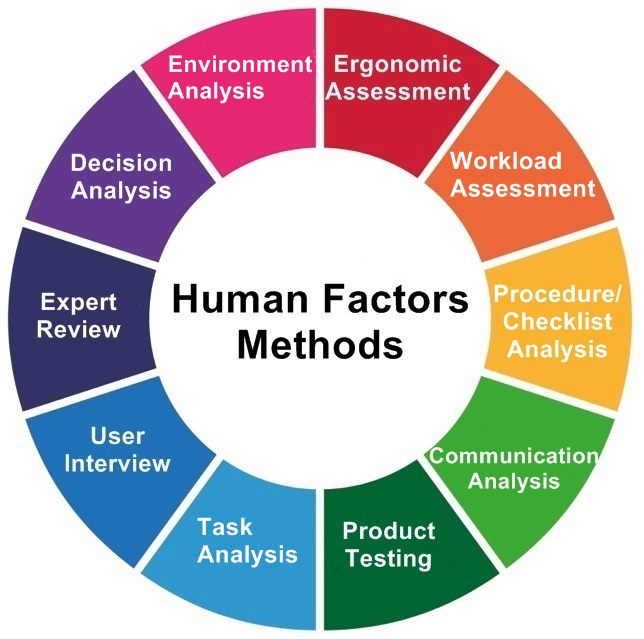 Human Factors
Methods
Ergonomic
Assessment
Workload
Assessment
Procedure/
Checklist
Analysis
Communication
Analysis
Product
Testing
Task
Analysis
User
Interview
Expert
Review
Decision
Analysis
Environment
Analysis